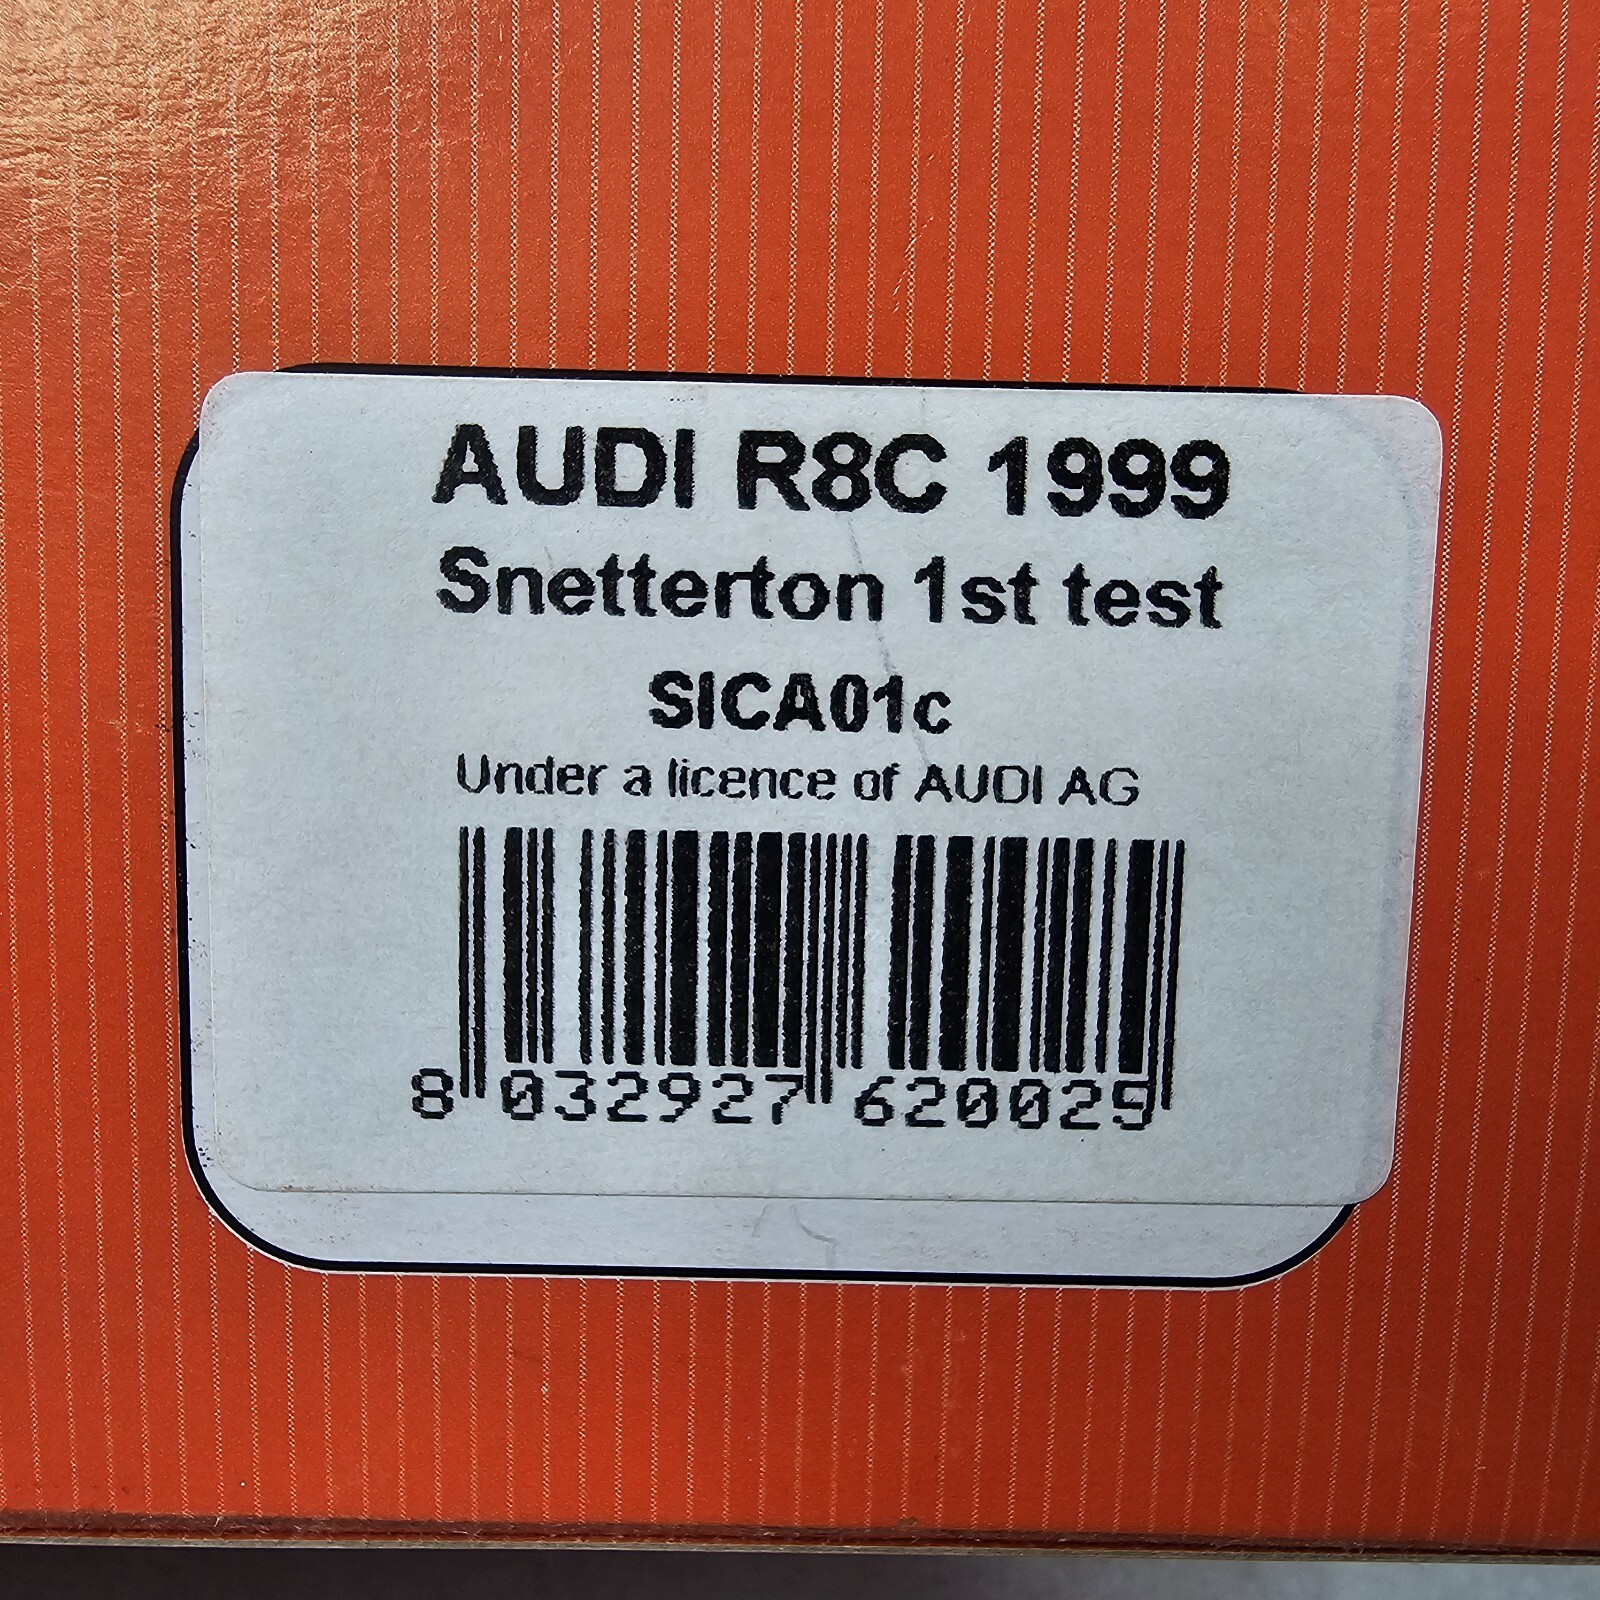 AUDI R8C 1999
Snetterton 1st test
SICA01c
Under a licence of AUDI AG
8 032927 620029